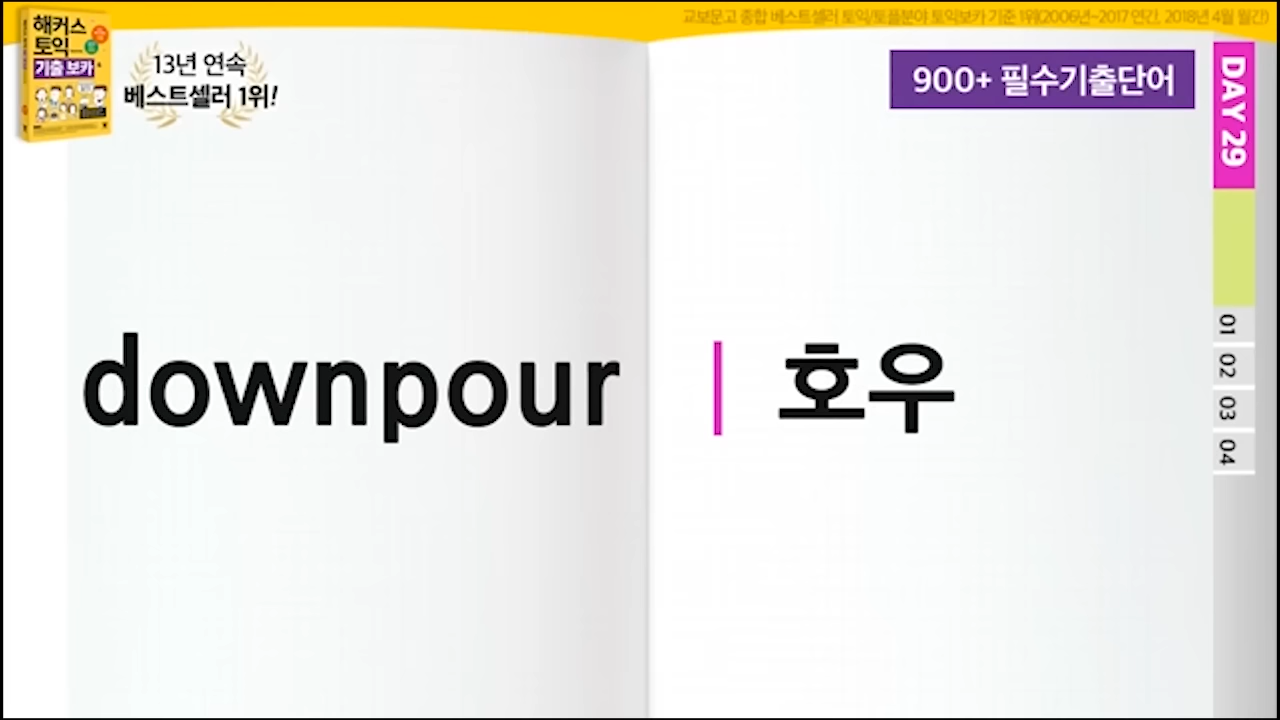 해커스
토익
기출 보카
13년 연속
베스트셀러 1위!
교보문고 종합 베스트셀러 토익/토플분야 토익보카 기준 1위(2006년~2017 연간, 2018년 4월 월간)
900+ 필수기출단어
DAY 29
downpour
호우
01
02
03
04